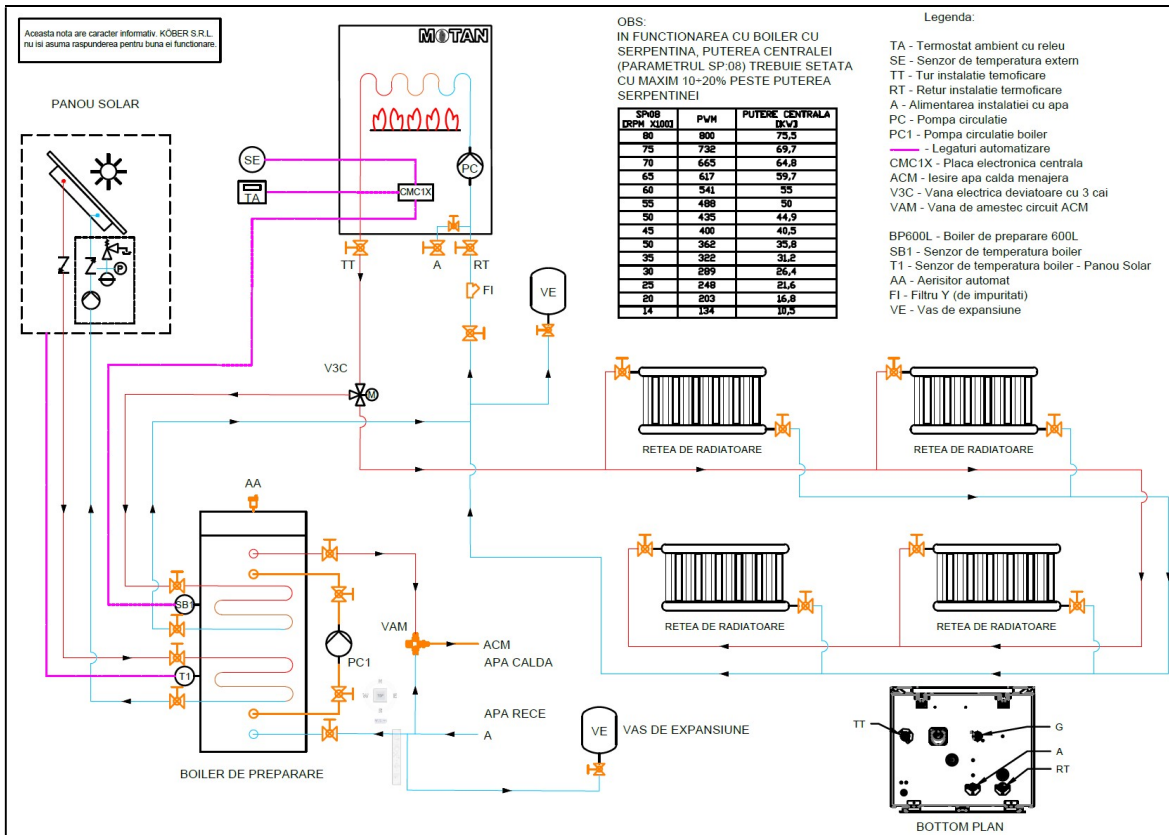 Aceasta nota are caracter informativ. KÖBER S.R.L.
nu isi asuma raspunderea pentru buna ei functionare.
PANOU SOLAR
P
MOTAN
PC
SE
TA
CMC1X
TT
A
RT
FI
VE
V3C
M
OBS:
IN FUNCTIONAREA CU BOILER CU
SERPENTINA, PUTEREA CENTRALEI
(PARAMETRUL SP:08) TREBUIE SETATA
CU MAXIM 10÷20% PESTE PUTEREA
SERPENTINEI
SP:08 [RPM X100] PWM PUTERE CENTRALA [KW]
80 800 75,5
75 732 69,7
70 665 64,8
65 617 59,7
60 541 55
55 488 50
50 435 44,9
45 400 40,5
50 362 35,8
35 322 31,2
30 289 26,4
25 248 21,6
20 203 16,8
14 134 10,5
Legenda:
TA - Termostat ambient cu releu
SE - Senzor de temperatura extern
TT - Tur instalatie temoficare
RT - Retur instalatie termoficare
A - Alimentarea instalatiei cu apa
PC - Pompa circulatie
PC1 - Pompa circulatie boiler
- Legaturi automatizare
CMC1X - Placa electronica centrala
ACM - Iesire apa calda menajera
V3C - Vana electrica deviatoare cu 3 cai
VAM - Vana de amestec circuit ACM
BP600L - Boiler de preparare 600L
SB1 - Senzor de temperatura boiler
T1 - Senzor de temperatura boiler - Panou Solar
AA - Aerisitor automat
FI - Filtru Y (de impuritati)
VE - Vas de expansiune
RETEA DE RADIATOARE
RETEA DE RADIATOARE
RETEA DE RADIATOARE
RETEA DE RADIATOARE
AA
SB1
T1
PC1
VAM
ACM
APA CALDA
APA RECE
A
BOILER DE PREPARARE
VE
VAS DE EXPANSIUNE
TT
G
A
RT
BOTTOM PLAN